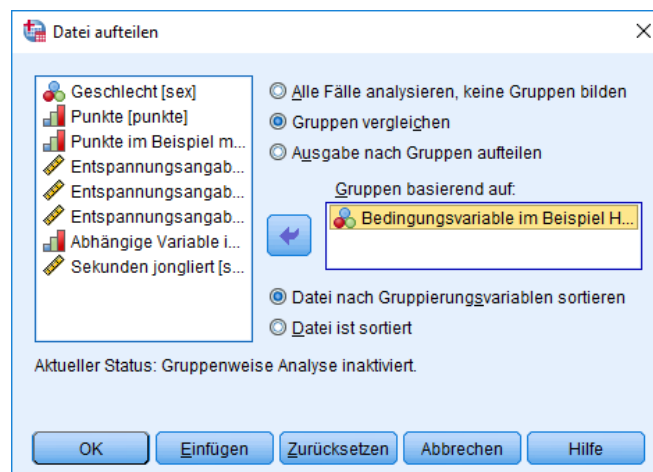 Datei aufteilen
Geschlecht [sex]
Punkte [punkte]
Punkte im Beispiel m...
Entspannungsangab...
Entspannungsangab...
Entspannungsangab...
Abhängige Variable i...
Sekunden jongliert [s...
Alle Fälle analysieren, keine Gruppen bilden
Gruppen vergleichen
Ausgabe nach Gruppen aufteilen
Gruppen basierend auf:
Bedingungsvariable im Beispiel H...
Datei nach Gruppierungsvariablen sortieren
Datei ist sortiert
Aktueller Status: Gruppenweise Analyse inaktiviert.
OK
Einfügen
Zurücksetzen
Abbrechen
Hilfe